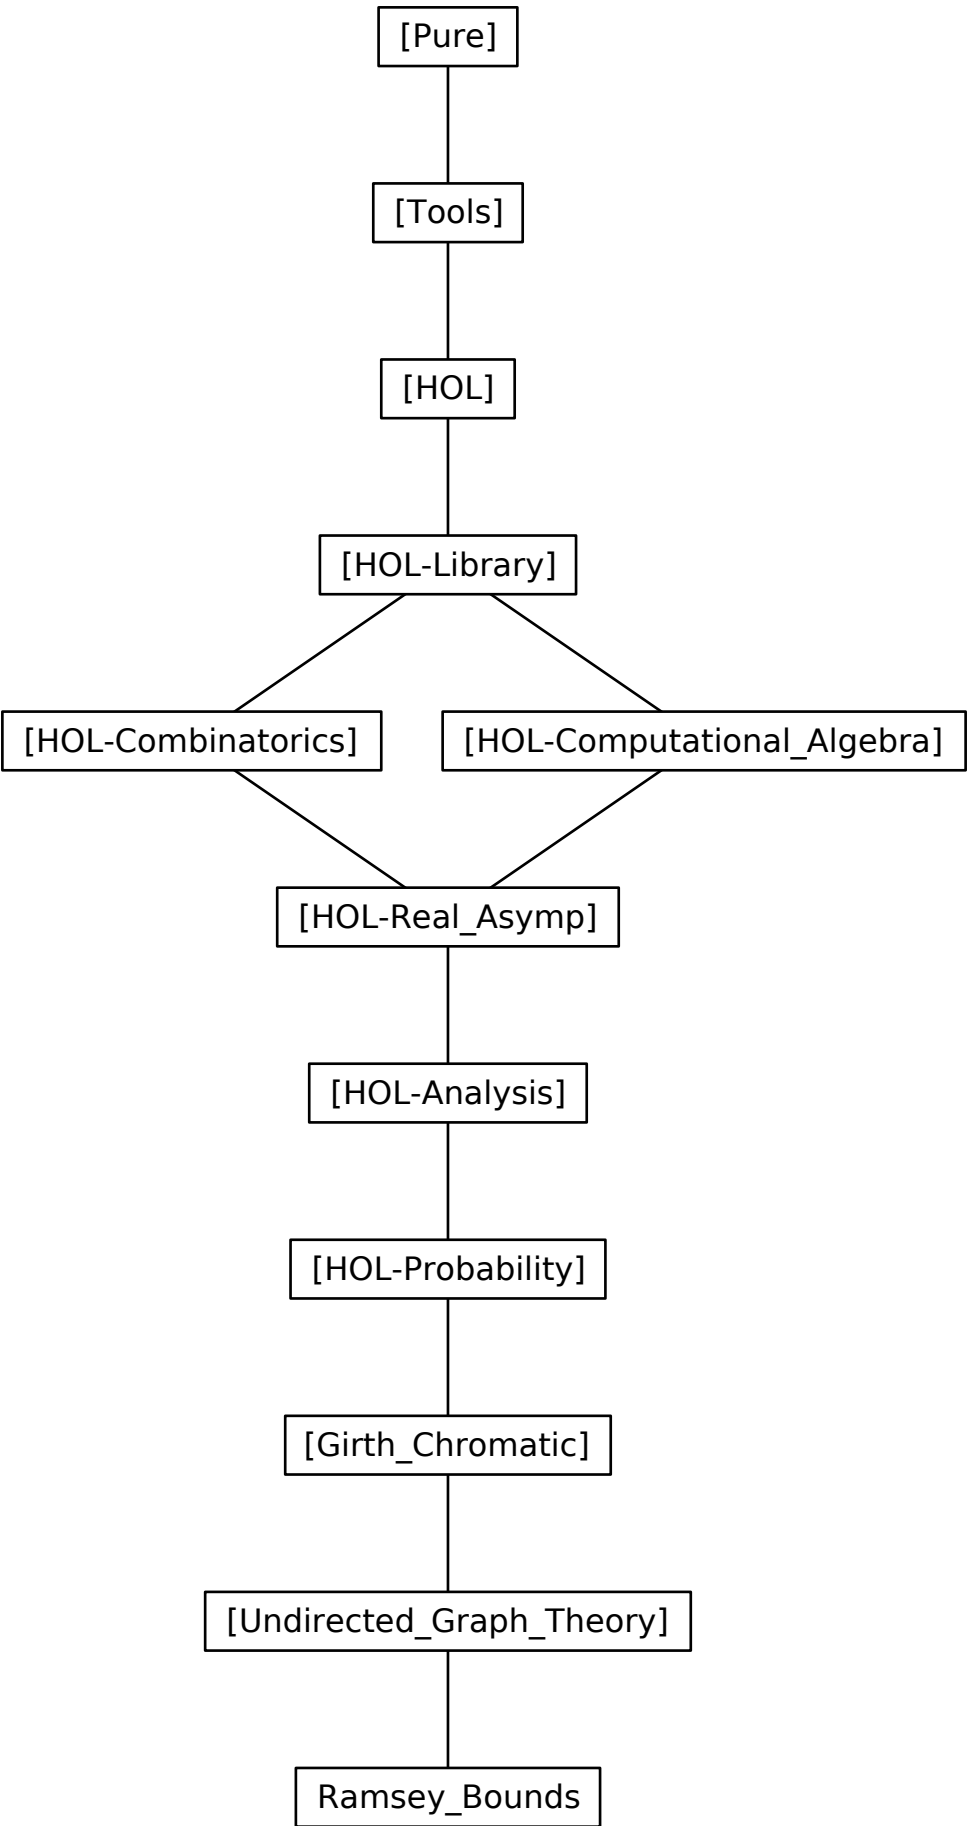 [Pure]
[Tools]
[HOL]
[HOL-Library]
[HOL-Combinatorics]
[HOL-Computational_Algebra]
[HOL-Real_Asymp]
[HOL-Analysis]
[HOL-Probability]
[Girth_Chromatic]
[Undirected_Graph_Theory]
Ramsey_Bounds